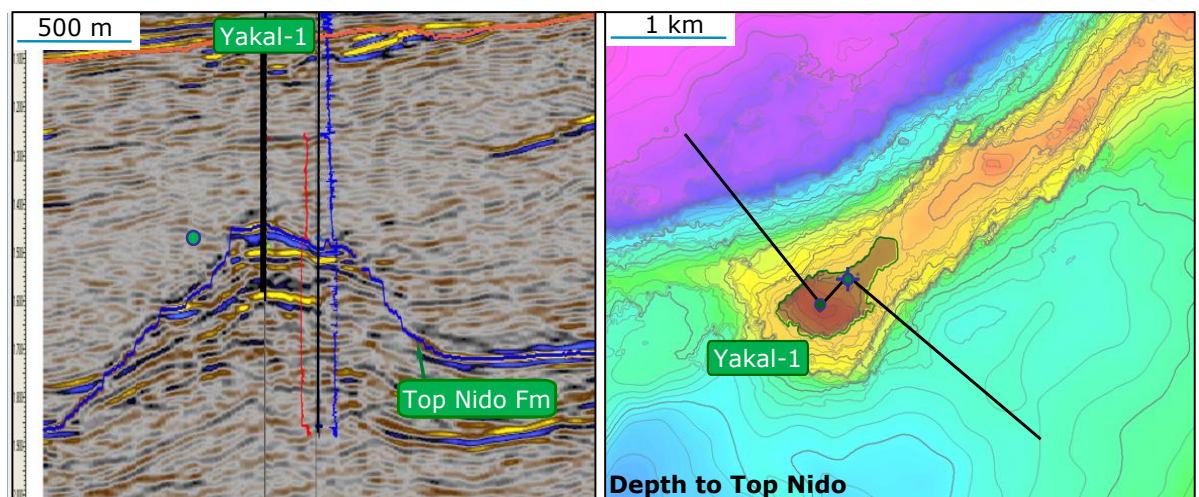 500 m
Yakal-1
Top Nido Fm
1 km
Yakal-1
Depth to Top Nido